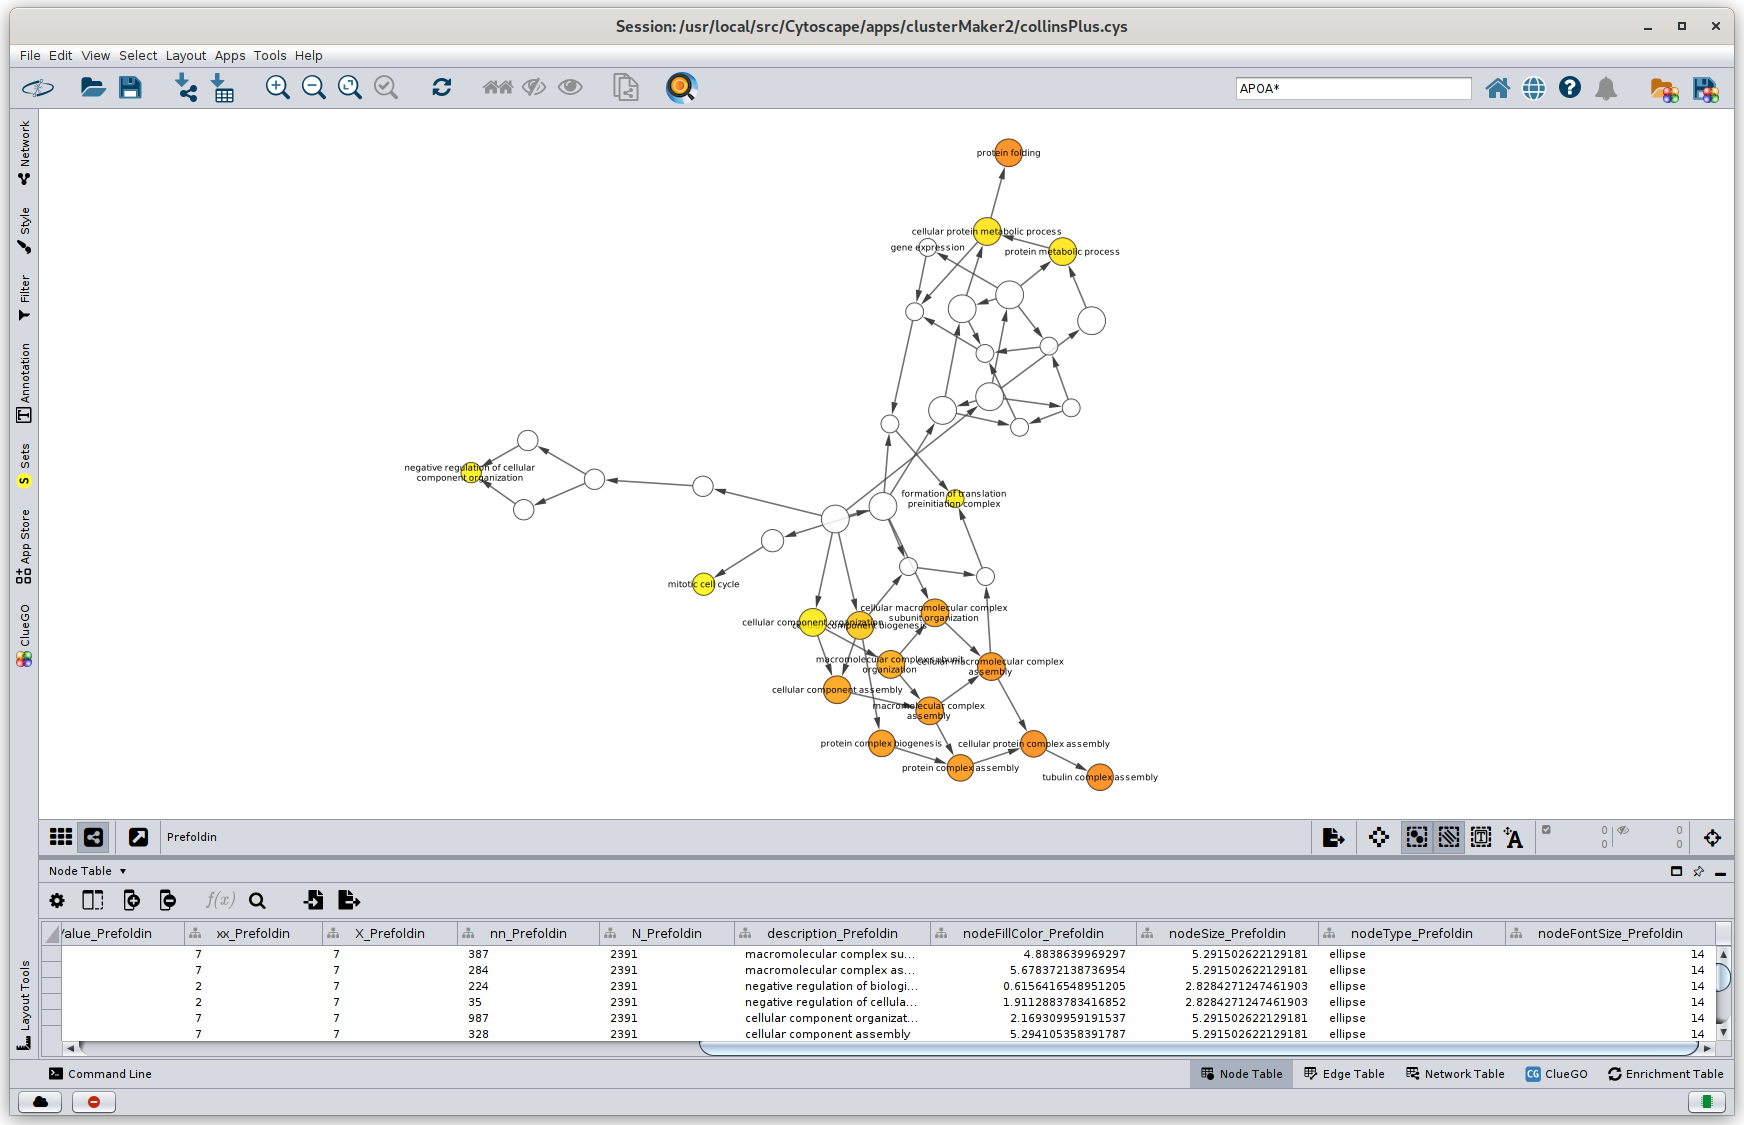 Session: /usr/local/src/Cytoscape/apps/clusterMaker2/collinsPlus.cys
File Edit View Select Layout Apps Tools Help
APOA*
Network
Style
Filter
Annotation
Sets
App Store
ClueGO
Layout Tools
protein folding
cellular protein metabolic process
gene expression
protein metabolic process
negative regulation of cellular
component organization
formation of translation
preinitiation complex
mitotic cell cycle
cellular macromolecular complex
subunit organization
cellular component organization
component biogenesis
macromolecular complex subunit
organization
cellular macromolecular complex
assembly
cellular component assembly
macromolecular complex
assembly
protein complex biogenesis
cellular protein complex assembly
protein complex assembly
tubulin complex assembly
Prefoldin
0 0
0 0
Node Table
f(x)
alue_Prefoldin xx_Prefoldin X_Prefoldin nn_Prefoldin N_Prefoldin description_Prefoldin nodeFillColor_Prefoldin nodeSize_Prefoldin nodeType_Prefoldin nodeFontSize_Prefoldin
7 7 387 2391 macromolecular complex su... 4.8838639969297 5.291502622129181 ellipse 14
7 7 284 2391 macromolecular complex as... 5.678372138736954 5.291502622129181 ellipse 14
2 7 224 2391 negative regulation of biologi... 0.6156416548951205 2.8284271247461903 ellipse 14
2 7 35 2391 negative regulation of cellula... 1.9112883783416852 2.8284271247461903 ellipse 14
7 7 987 2391 cellular component organizat... 2.169309959191537 5.291502622129181 ellipse 14
7 7 328 2391 cellular component assembly 5.294105358391787 5.291502622129181 ellipse 14
Command Line
Node Table Edge Table Network Table CG ClueGO Enrichment Table